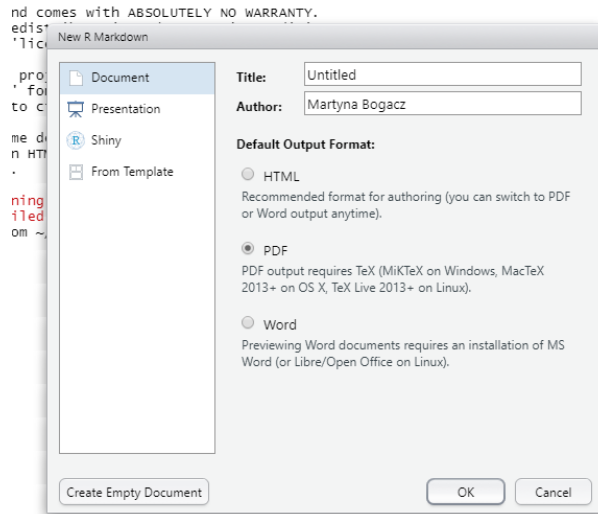 nd comes with ABSOLUTELY NO WARRANTY.
New R Markdown
Document
Presentation
Shiny
From Template
Title: Untitled
Author: Martyna Bogacz
Default Output Format:
HTML
Recommended format for authoring (you can switch to PDF
or Word output anytime).
PDF
PDF output requires TeX (MiKTeX on Windows, MacTeX
2013+ on OS X, TeX Live 2013+ on Linux).
Word
Previewing Word documents requires an installation of MS
Word (or Libre/Open Office on Linux).
Create Empty Document
OK
Cancel